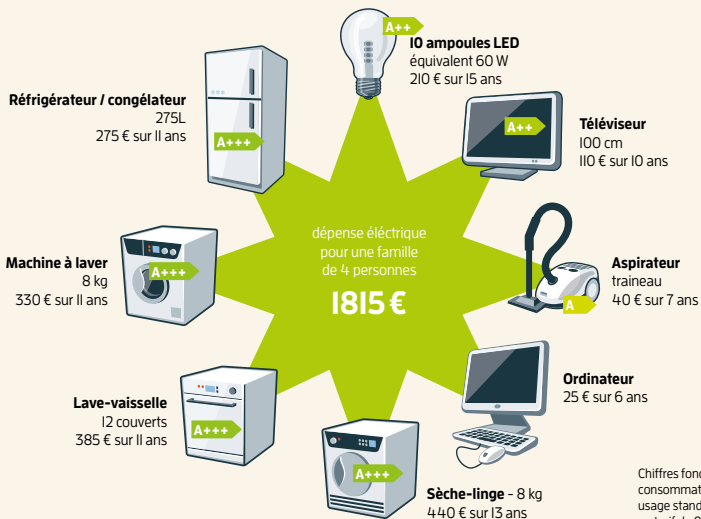 A++
10 ampoules LED
équivalent 60 W
210 € sur 15 ans
Réfrigérateur / congélateur
275L
275 € sur 11 ans
A+++
A++
Téléviseur
100 cm
110 € sur 10 ans
Machine à laver
8 kg
330 € sur 11 ans
A+++
dépense éléctrique
pour une famille
de 4 personnes
1815 €
Aspirateur
traineau
40 € sur 7 ans
A
Ordinateur
25 € sur 6 ans
Lave-vaisselle
12 couverts
385 € sur 11 ans
A+++
A+++
Sèche-linge - 8 kg
440 € sur 13 ans
Chiffres
usage